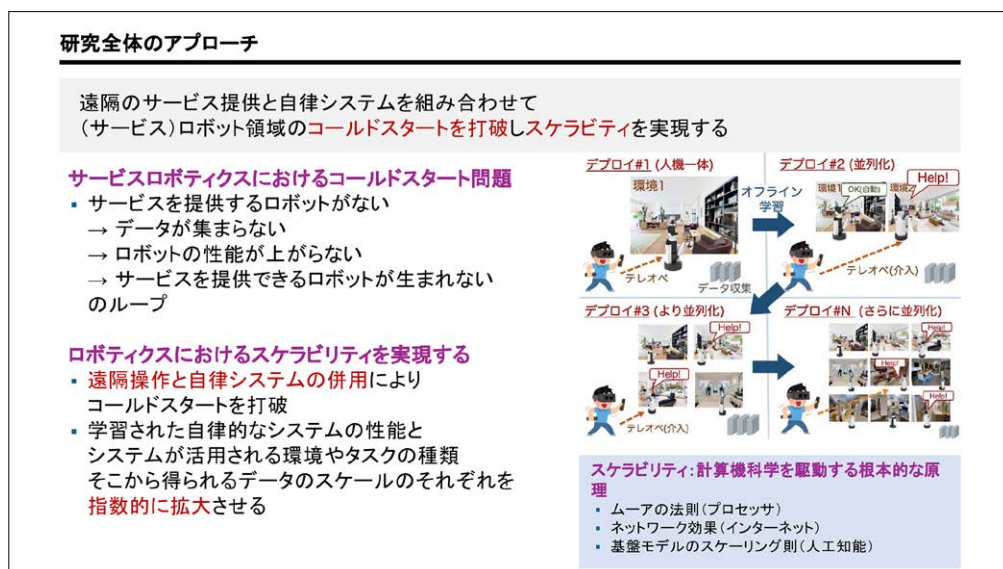 研究全体のアプローチ
遠隔のサービス提供と自律システムを組み合わせて
（サービス）ロボット領域のコールドスタートを打破しスケラビティを実現する
サービスロボティクスにおけるコールドスタート問題
▪ サービスを提供するロボットがない
→ データが集まらない
→ ロボットの性能が上がらない
→ サービスを提供できるロボットが生まれない
のループ
ロボティクスにおけるスケラビリティを実現する
▪ 遠隔操作と自律システムの併用により
コールドスタートを打破
▪ 学習された自律的なシステムの性能と
システムが活用される環境やタスクの種類
そこから得られるデータのスケールのそれぞれを
指数的に拡大させる
デプロイ#1 (人機一体)
環境1
テレオペ
データ収集
オフライン
学習
デプロイ#2 (並列化)
環境1
OK(自動)
環境2
Help!
テレオペ(介入)
デプロイ#3 (より並列化)
Help!
Help!
テレオペ(介入)
デプロイ#N (さらに並列化)
Help!
Help!
Help!
テレオペ(介入)
スケラビリティ：計算機科学を駆動する根本的な原
理
▪ ムーアの法則（プロセッサ）
▪ ネットワーク効果（インターネット）
▪ 基盤モデルのスケーリング則（人工知能）